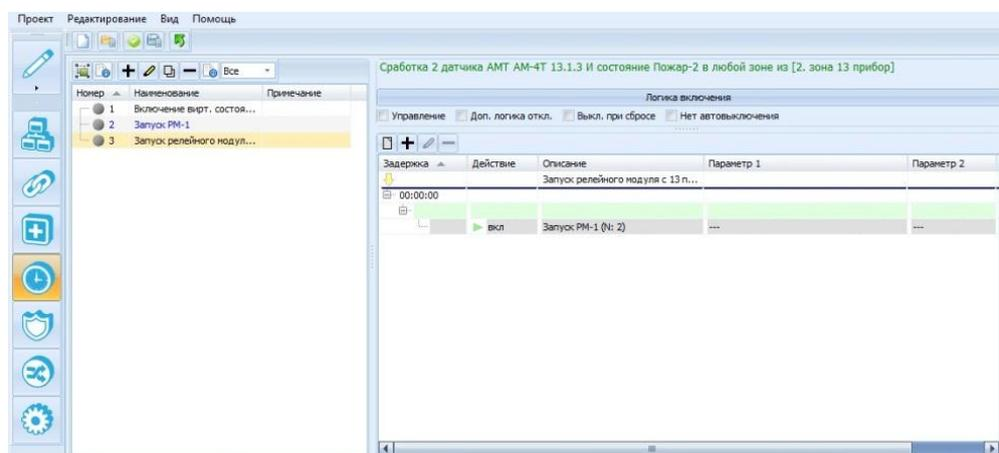 Проект Редактирование Вид Помощь
Все
Номер Наименование Примечание
1 Включение вирт. состоя...
2 Запуск РМ-1
3 Запуск релейного модул...
Сработка 2 датчика АМТ АМ-4Т 13.1.3 И состояние Пожар-2 в любой зоне из [2. зона 13 прибор]
Логика включения
Управление Доп. логика откл. Выкл. при сбросе Нет автовыключения
Задержка Действие Описание Параметр 1 Параметр 2
Запуск релейного модуля с 13 п...
00:00:00
вкл Запуск РМ-1 (N: 2) --- ---